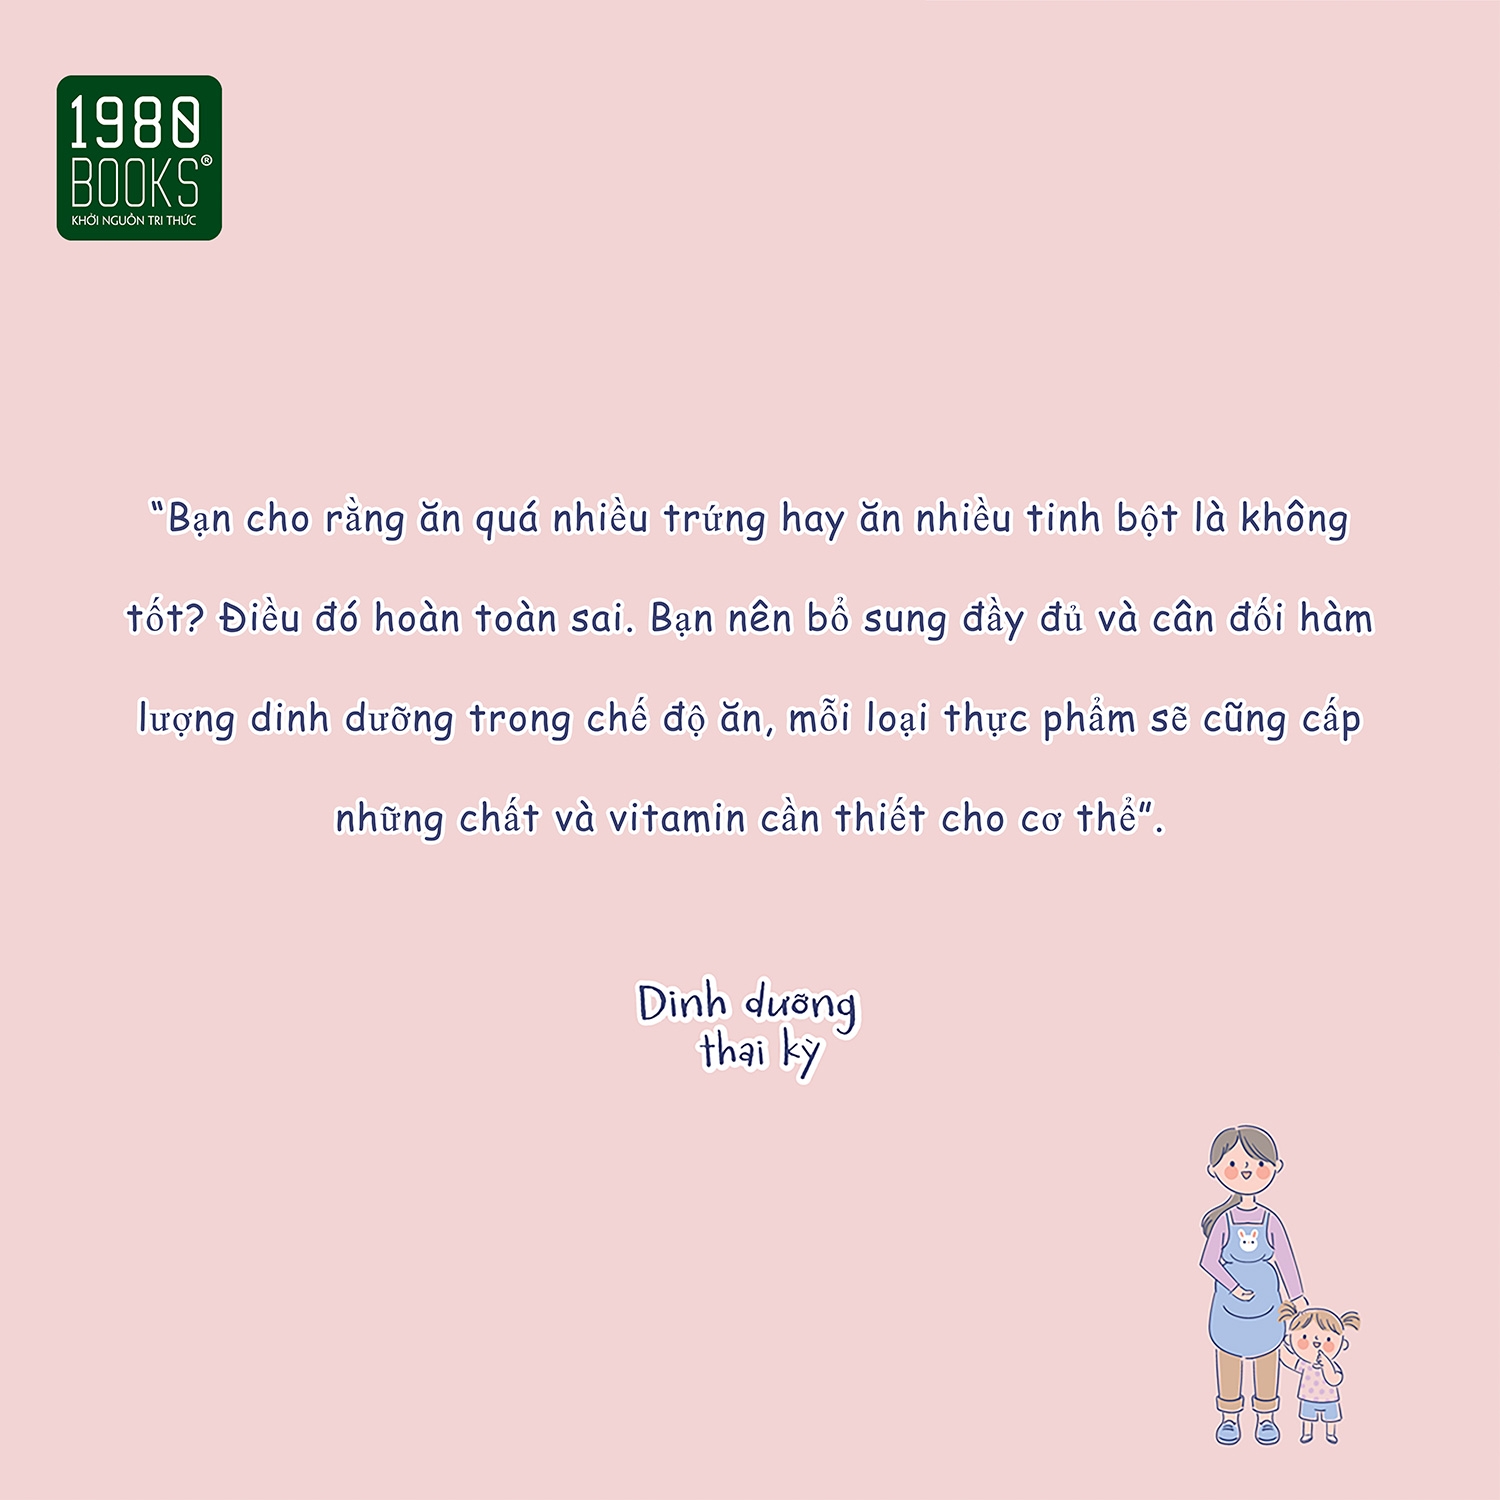 1980
BOOKS®
KHỞI NGUỒN TRI THỨC
“Bạn cho rằng ăn quá nhiều trứng hay ăn nhiều tinh bột là không
tốt? Điều đó hoàn toàn sai. Bạn nên bổ sung đầy đủ và cân đối hàm
lượng dinh dưỡng trong chế độ ăn, mỗi loại thực phẩm sẽ cũng cấp
những chất và vitamin cần thiết cho cơ thể”.
Dinh dưỡng
thai kỳ